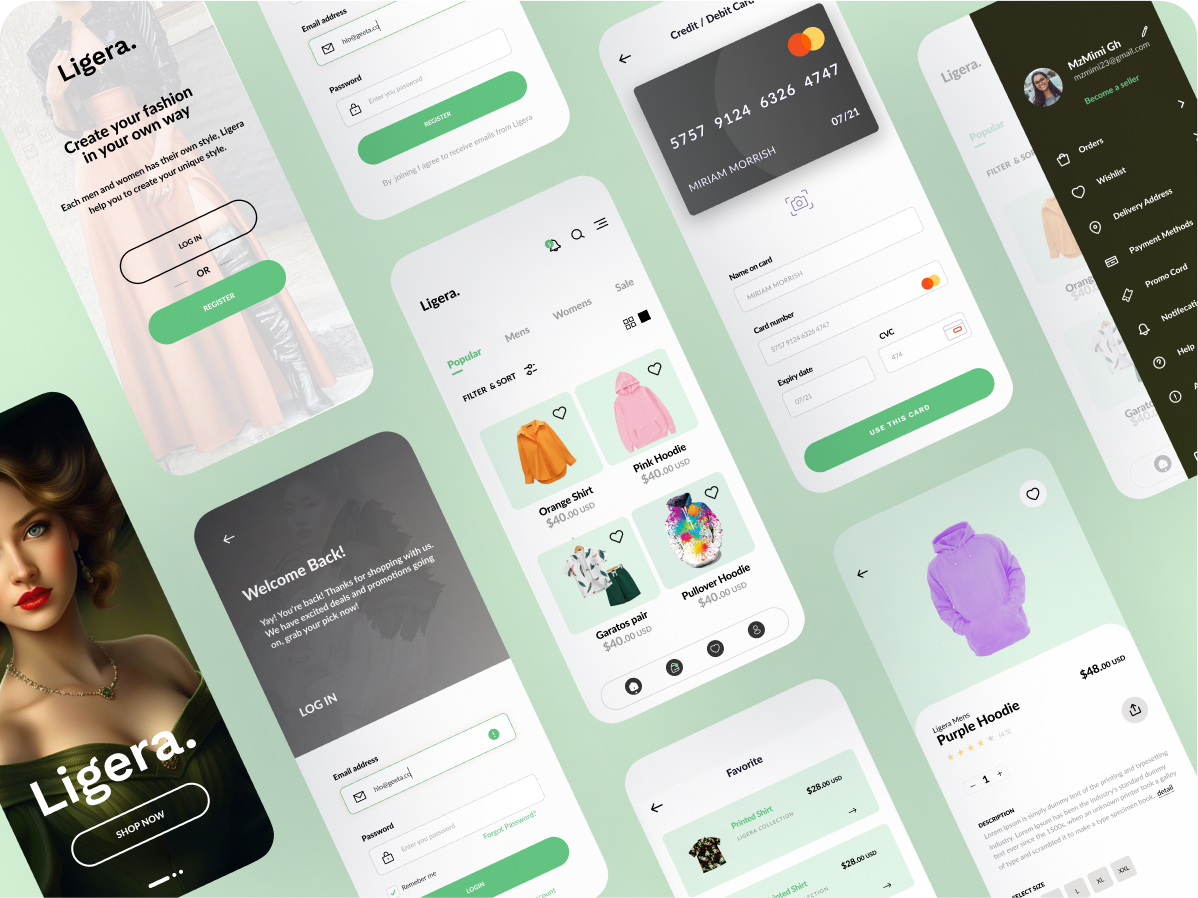 Ligera.
Create your fashion
in your own way
Each men and women has their own style, Ligera
help you to create your unique style.
LOG IN
OR
REGISTER
Email address
hio@geeta.co
Password
Enter you password
REGISTER
By joining I agree to receive emails from Ligera
Credit / Debit Card
5757 9124 6326 4747
07/21
MIRIAM MORRISH
Name on card
MIRIAM MORRISH
Card number
5757 9124 6326 4747
Expiry date
07/21
CVC
474
USE THIS CARD
Ligera.
Popular
FILTER & SOR
Orang
$40.
Garatos
$40.00
MzMimi Gh
mzmimi23@gmail.com
Become a seller
Orders
Wishlist
Delivery Address
Payment Methods
Promo Cord
Notifecati
Help
Ligera.
SHOP NOW
Welcome Back!
Yay! You're back! Thanks for shopping with us.
We have excited deals and promotions going
on, grab your pick now!
LOG IN
Email address
hio@geeta.co
Password
Enter you password
Forgot Password?
Remeber me
LOGIN
account
Ligera.
Popular
Mens
Womens
Sale
FILTER & SORT
Orange Shirt
$40.00 USD
Pink Hoodie
$40.00 USD
Garatos pair
$40.00 USD
Pullover Hoodie
$40.00 USD
Favorite
Printed Shirt
LIGERA COLLECTION
$28.00 USD
$28.00 USD
inted Shirt
Ligera Mens
Purple Hoodie
$48.00 USD
- 1 +
DESCRIPTION
Lorem Ipsum is simply dummy text of the printing and typesetting
industry. Lorem Ipsum has been the industry's standard dummy
text ever since the 1500s, when an unknown printer took a galley
of type and scrambled it to make a type specimen book. detail
SELECT SIZE
L
XL
XXL